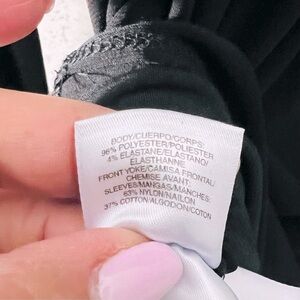 BODY/CUERPO/CORPS:
96% POLYESTER/POLIESTER
4% ELASTANE/ELASTANO/
ELASTHANNE
FRONT YOKE/CAMISA FRONTAL/
CHEMISE AVANT:
SLEEVES/MANGAS/MANCHES:
63% NYLON/NAILON
37% COTTON/ALGODON/COTON